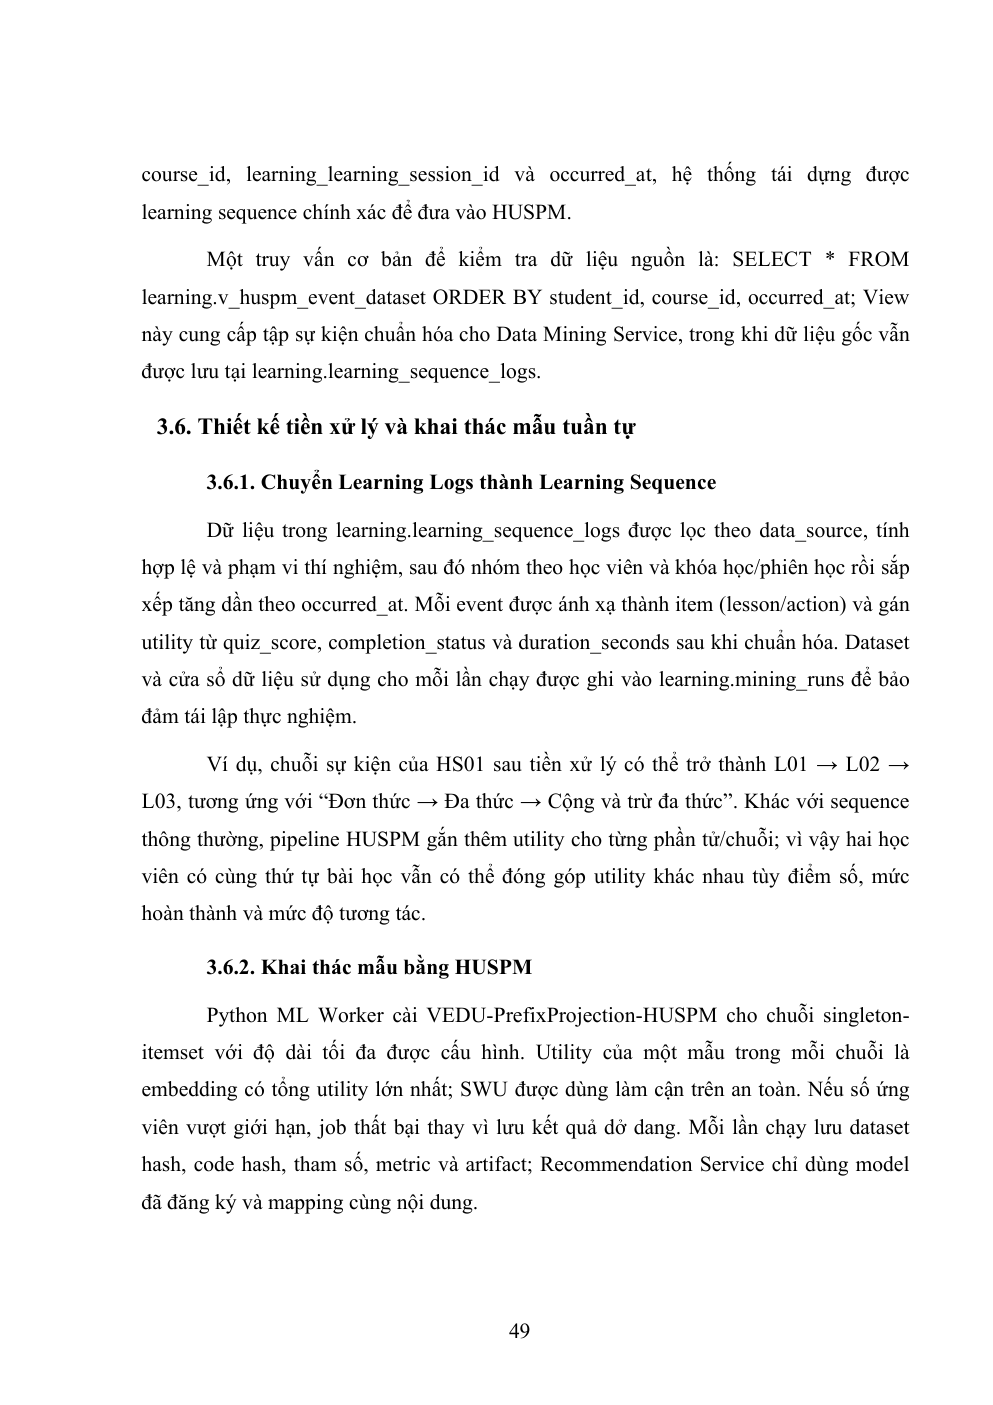 course_id, learning_learning_session_id và occurred_at, hệ thống tái dựng được
learning sequence chính xác để đưa vào HUSPM.
Một truy vấn cơ bản để kiểm tra dữ liệu nguồn là: SELECT * FROM
learning.v_huspm_event_dataset ORDER BY student_id, course_id, occurred_at; View
này cung cấp tập sự kiện chuẩn hóa cho Data Mining Service, trong khi dữ liệu gốc vẫn
được lưu tại learning.learning_sequence_logs.
3.6. Thiết kế tiền xử lý và khai thác mẫu tuần tự
3.6.1. Chuyển Learning Logs thành Learning Sequence
Dữ liệu trong learning.learning_sequence_logs được lọc theo data_source, tính
hợp lệ và phạm vi thí nghiệm, sau đó nhóm theo học viên và khóa học/phiên học rồi sắp
xếp tăng dần theo occurred_at. Mỗi event được ánh xạ thành item (lesson/action) và gán
utility từ quiz_score, completion_status và duration_seconds sau khi chuẩn hóa. Dataset
và cửa sổ dữ liệu sử dụng cho mỗi lần chạy được ghi vào learning.mining_runs để bảo
đảm tái lập thực nghiệm.
Ví dụ, chuỗi sự kiện của HS01 sau tiền xử lý có thể trở thành L01 → L02 →
L03, tương ứng với “Đơn thức → Đa thức → Cộng và trừ đa thức”. Khác với sequence
thông thường, pipeline HUSPM gắn thêm utility cho từng phần tử/chuỗi; vì vậy hai học
viên có cùng thứ tự bài học vẫn có thể đóng góp utility khác nhau tùy điểm số, mức
hoàn thành và mức độ tương tác.
3.6.2. Khai thác mẫu bằng HUSPM
Python ML Worker cài VEDU-PrefixProjection-HUSPM cho chuỗi singleton-
itemset với độ dài tối đa được cấu hình. Utility của một mẫu trong mỗi chuỗi là
embedding có tổng utility lớn nhất; SWU được dùng làm cận trên an toàn. Nếu số ứng
viên vượt giới hạn, job thất bại thay vì lưu kết quả dở dang. Mỗi lần chạy lưu dataset
hash, code hash, tham số, metric và artifact; Recommendation Service chỉ dùng model
đã đăng ký và mapping cùng nội dung.
49